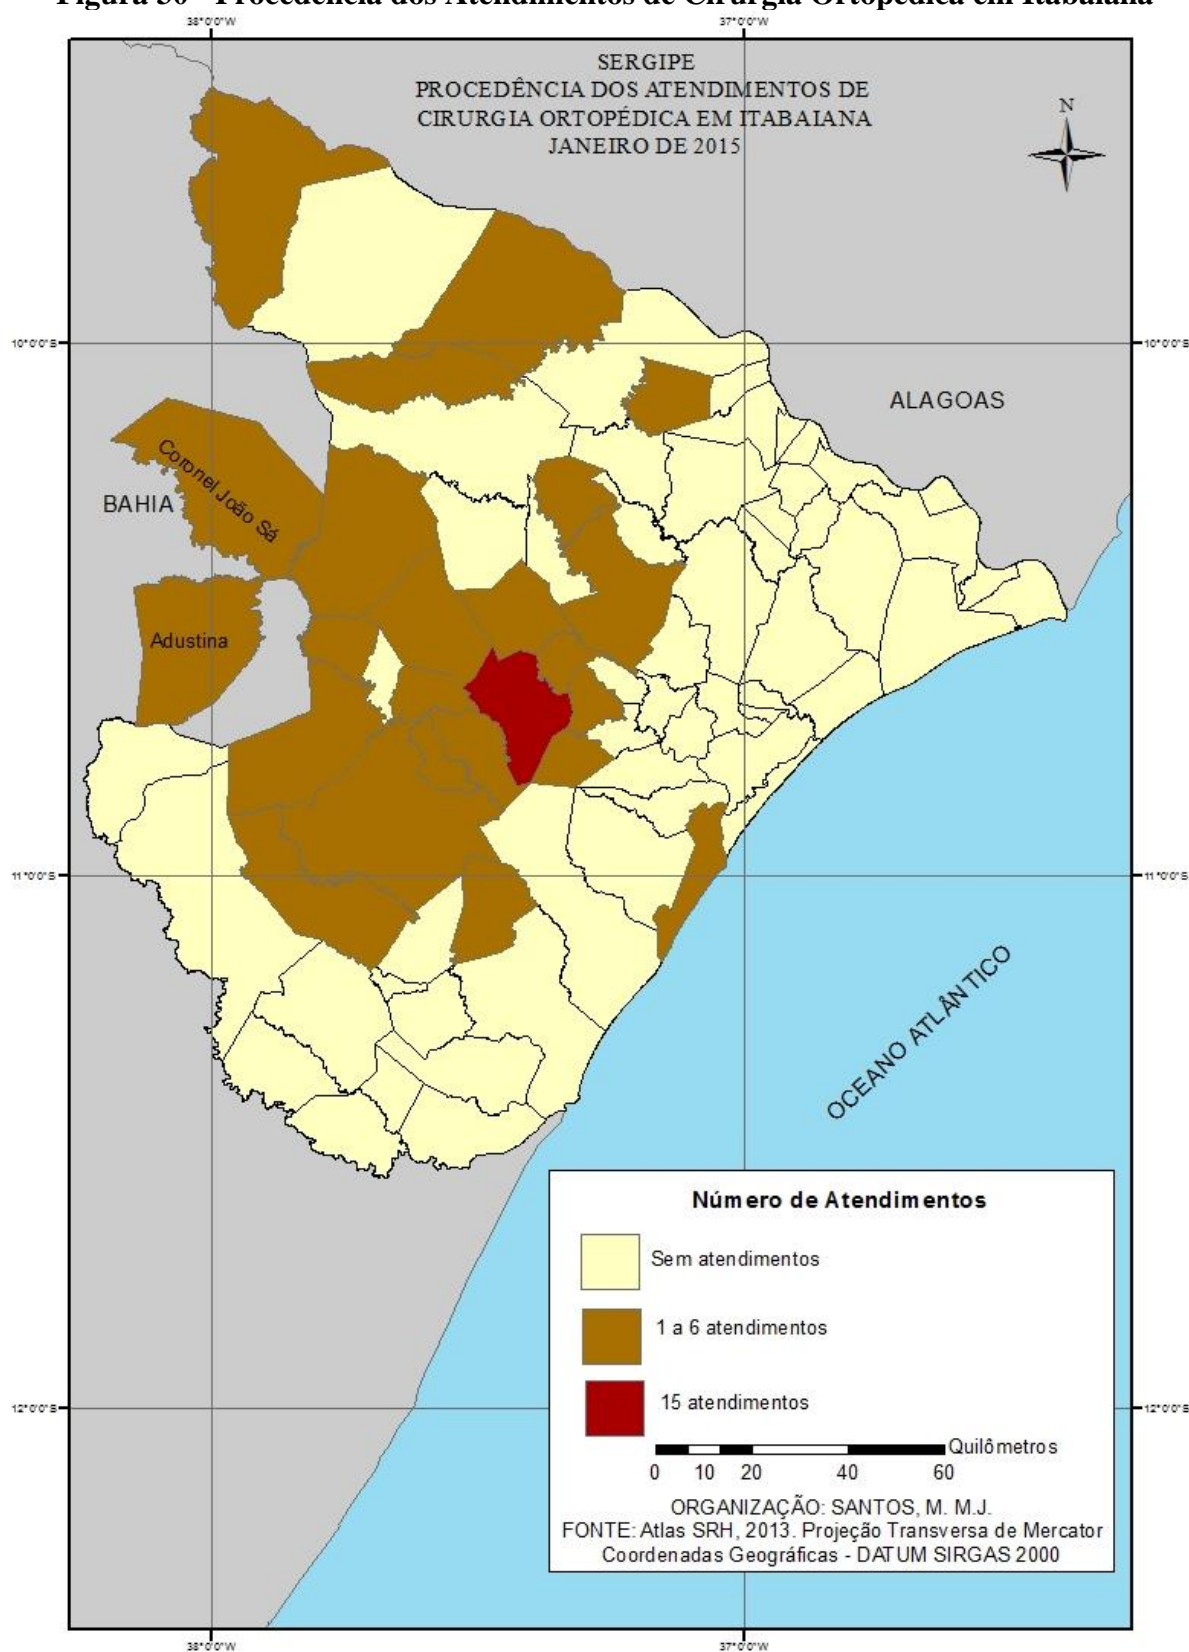 Figura 30 - Procedência dos Atendimentos de Cirurgia Ortopédica em Itabaiana
38°0'0"W
37°0'0"W
SERGIPE
PROCEDÊNCIA DOS ATENDIMENTOS DE
CIRURGIA ORTOPÉDICA EM ITABAIANA
JANEIRO DE 2015
N
10°0'0"S
10°0'0"S
ALAGOAS
Coronel João Sá
BAHIA
Adustina
11°0'0"S
11°0'0"S
OCEANO ATLÂNTICO
Número de Atendimentos
Sem atendimentos
1 a 6 atendimentos
15 atendimentos
12°0'0"S
12°0'0"S
Quilômetros
0 10 20 40 60
ORGANIZAÇÃO: SANTOS, M. M.J.
FONTE: Atlas SRH, 2013. Projeção Transversa de Mercator
Coordenadas Geográficas - DATUM SIRGAS 2000
38°0'0"W
37°0'0"W